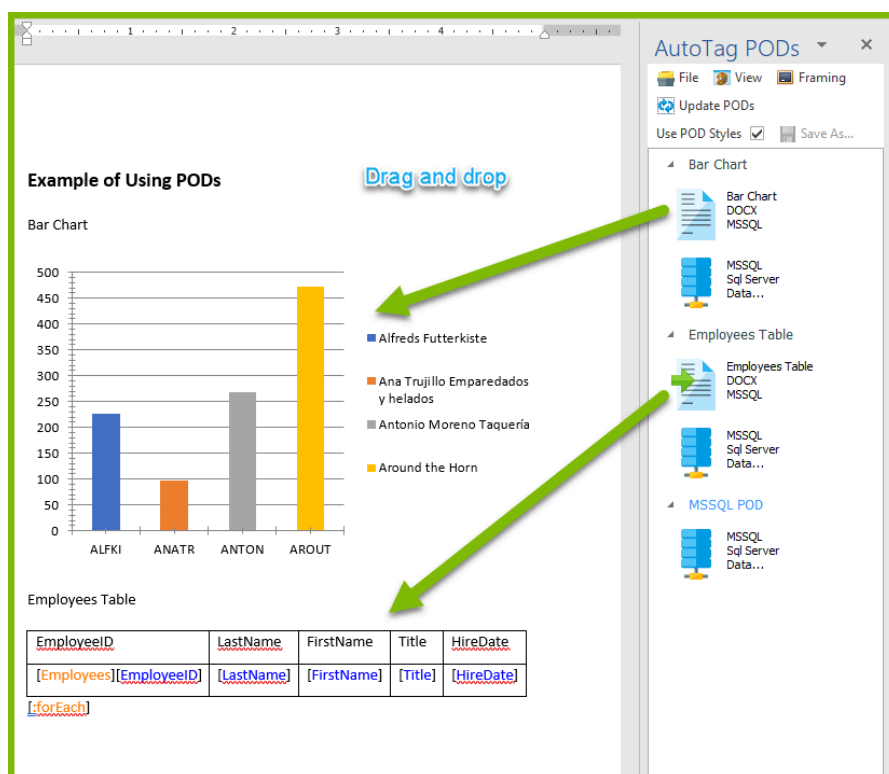 1 2 3 4
Example of Using PODs
Drag and drop
Bar Chart
500
450
400
350
300
250
200
150
100
50
0
ALFKI ANATR ANTON AROUT
Alfreds Futterkiste
Ana Trujillo Emparedados
y helados
Antonio Moreno Taquería
Around the Horn
Employees Table
EmployeeID LastName FirstName Title HireDate
[Employees][EmployeeID] [LastName] [FirstName] [Title] [HireDate]
[:forEach]
AutoTag PODs
File View Framing
Update PODs
Use POD Styles Save As...
Bar Chart
Bar Chart
DOCX
MSSQL
MSSQL
Sql Server
Data...
Employees Table
Employees Table
DOCX
MSSQL
MSSQL
Sql Server
Data...
MSSQL POD
MSSQL
Sql Server
Data...